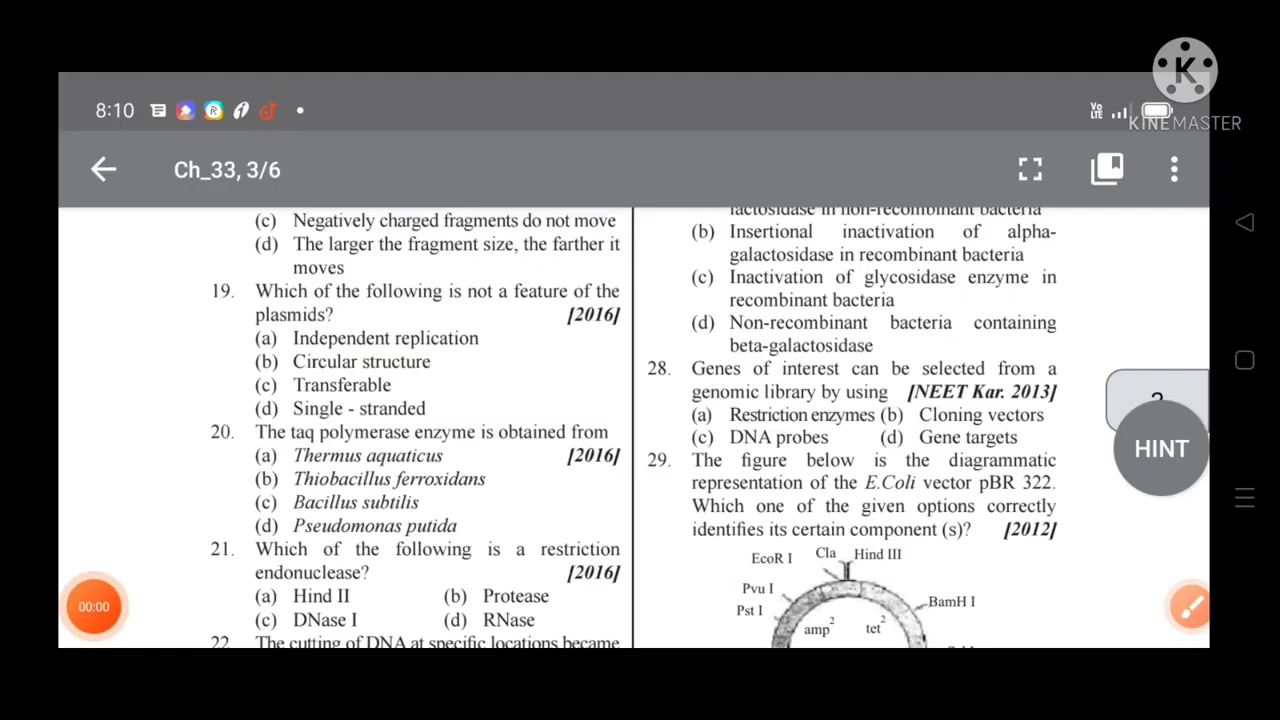 8:10
Vo
LTE
KINEMASTER
Ch_33, 3/6
(c) Negatively charged fragments do not move
(d) The larger the fragment size, the farther it
moves
19. Which of the following is not a feature of the
plasmids? [2016]
(a) Independent replication
(b) Circular structure
(c) Transferable
(d) Single - stranded
20. The taq polymerase enzyme is obtained from
(a) Thermus aquaticus [2016]
(b) Thiobacillus ferroxidans
(c) Bacillus subtilis
(d) Pseudomonas putida
21. Which of the following is a restriction
endonuclease? [2016]
(a) Hind II (b) Protease
(c) DNase I (d) RNase
22. The cutting of DNA at specific locations became
lactosidase in non-recombinant bacteria
(b) Insertional inactivation of alpha-
galactosidase in recombinant bacteria
(c) Inactivation of glycosidase enzyme in
recombinant bacteria
(d) Non-recombinant bacteria containing
beta-galactosidase
28. Genes of interest can be selected from a
genomic library by using [NEET Kar. 2013]
(a) Restriction enzymes (b) Cloning vectors
(c) DNA probes (d) Gene targets
29. The figure below is the diagrammatic
representation of the E.Coli vector pBR 322.
Which one of the given options correctly
identifies its certain component (s)? [2012]
EcoR I Cla Hind III
Pvu I
BamH I
Pst I
amp2 tet2
HINT
00:00